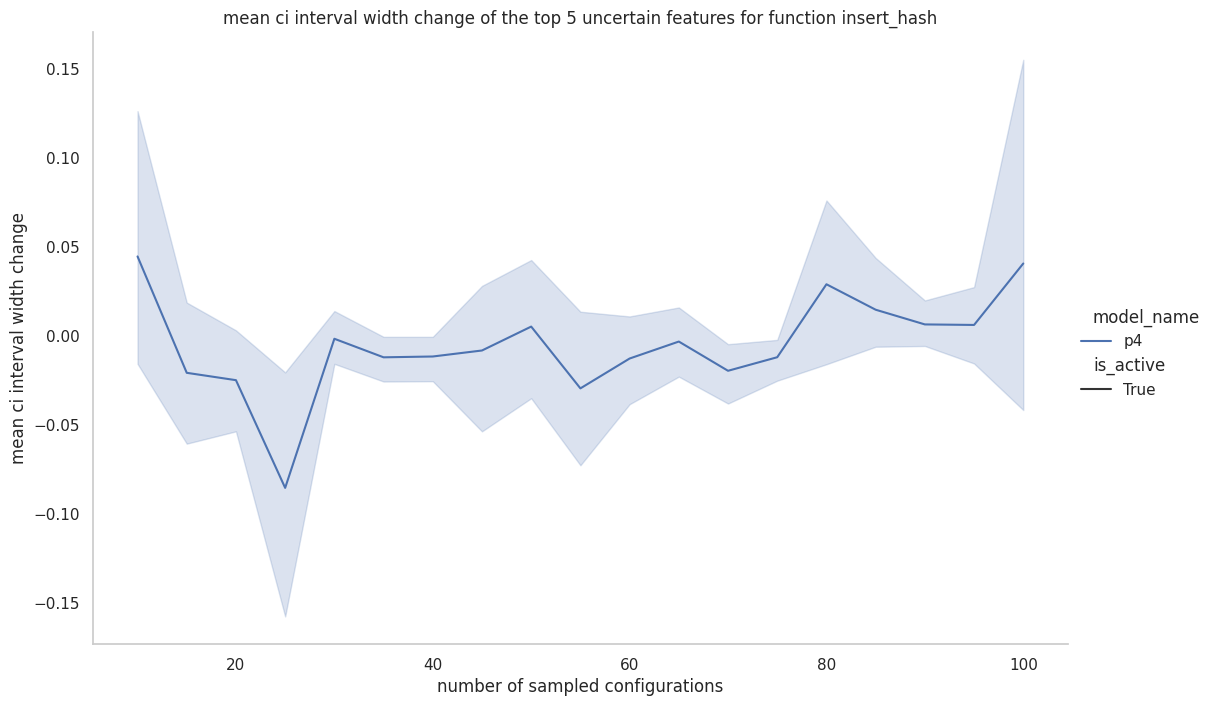 mean ci interval width change of the top 5 uncertain features for function insert_hash
mean ci interval width change
0.15
0.10
0.05
0.00
−0.05
−0.10
−0.15
20
40
60
80
100
number of sampled configurations
model_name
p4
is_active
True